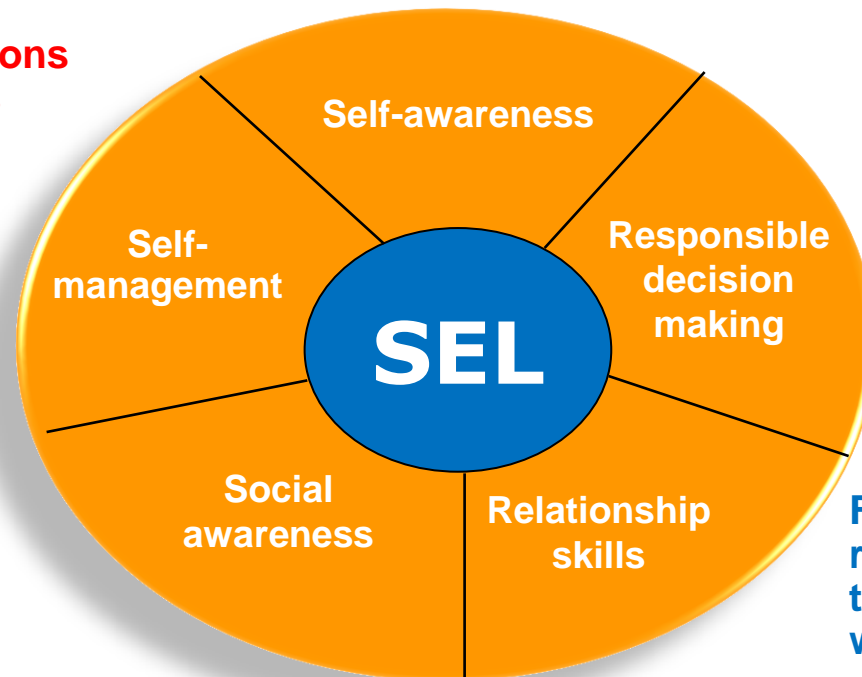 ons
Self-awareness
Self-
management
Responsible
decision
making
SEL
Social
awareness
Relationship
skills